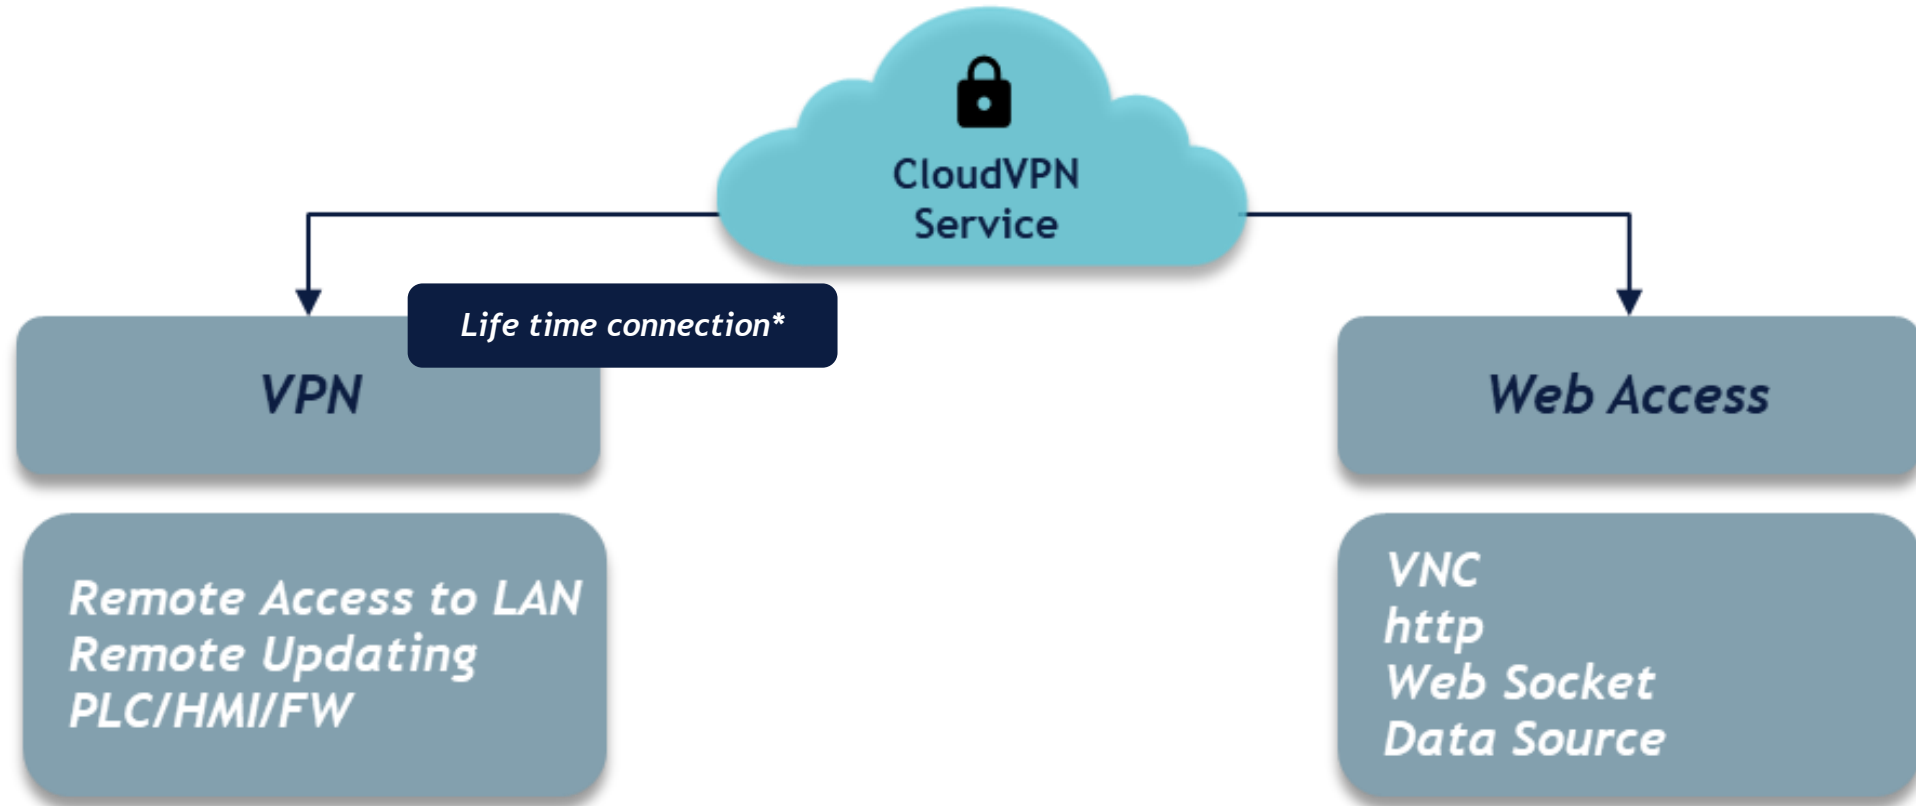 CloudVPN
Service
Life time connection*
VPN
Web Access
Remote Access to LAN
Remote Updating
PLC/HMI/FW
VNC
http
Web Socket
Data Source